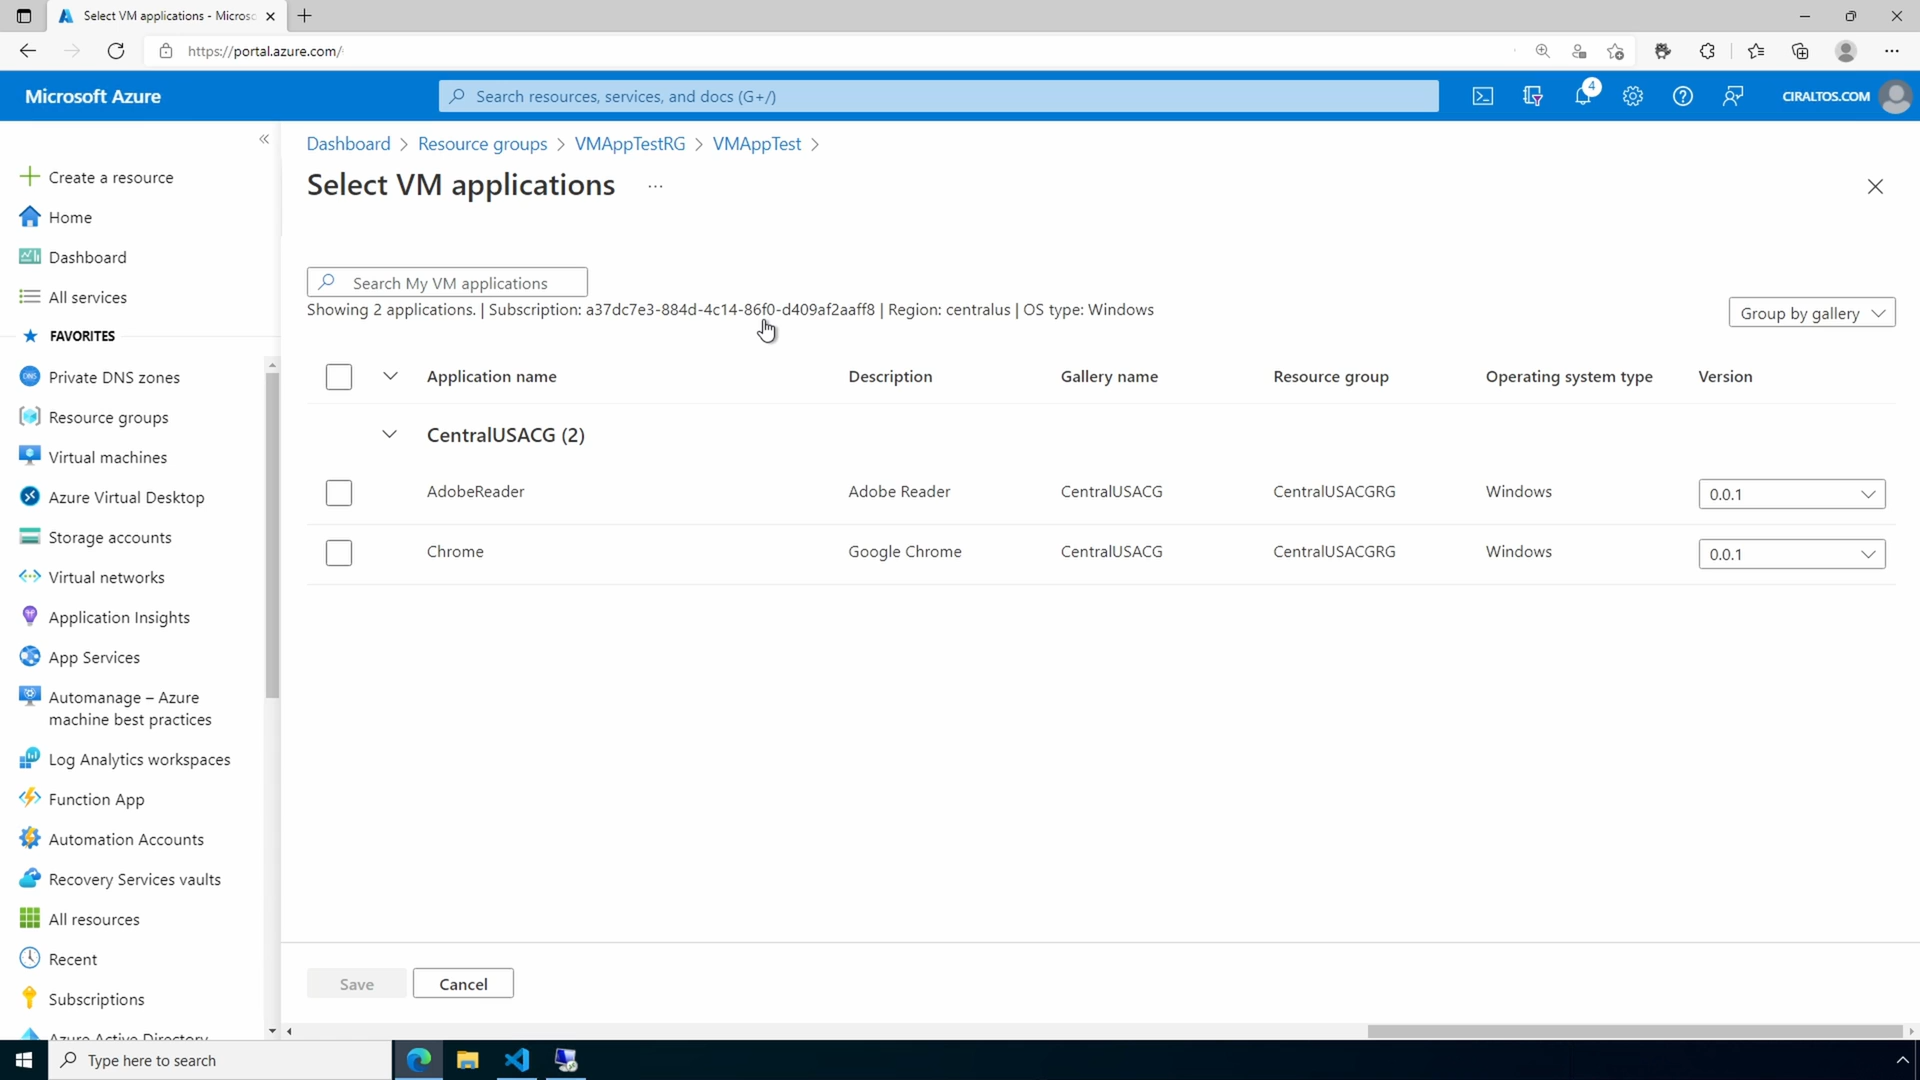 Select VM applications - Microso
https://portal.azure.com/
Microsoft Azure
Search resources, services, and docs (G+/)
4
CIRALTOS.COM
Dashboard > Resource groups > VMAppTestRG > VMAppTest >
Select VM applications ...
Create a resource
Home
Dashboard
All services
FAVORITES
Private DNS zones
Resource groups
Virtual machines
Azure Virtual Desktop
Storage accounts
Virtual networks
Application Insights
App Services
Automanage – Azure
machine best practices
Log Analytics workspaces
Function App
Automation Accounts
Recovery Services vaults
All resources
Recent
Subscriptions
Azure Active Directory
Search My VM applications
Showing 2 applications. | Subscription: a37dc7e3-884d-4c14-86f0-d409af2aaff8 | Region: centralus | OS type: Windows
Group by gallery
Application name Description Gallery name Resource group Operating system type Version
CentralUSACG (2)
AdobeReader Adobe Reader CentralUSACG CentralUSACGRG Windows 0.0.1
Chrome Google Chrome CentralUSACG CentralUSACGRG Windows 0.0.1
Save Cancel
Type here to search